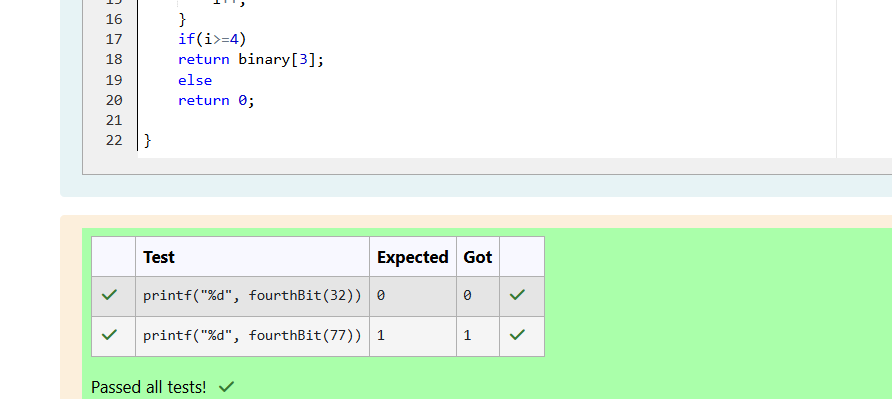 16 }
17 if(i>=4)
18 return binary[3];
19 else
20 return 0;
21
22 }
Test Expected Got
printf("%d", fourthBit(32)) 0 0
printf("%d", fourthBit(77)) 1 1
Passed all tests!